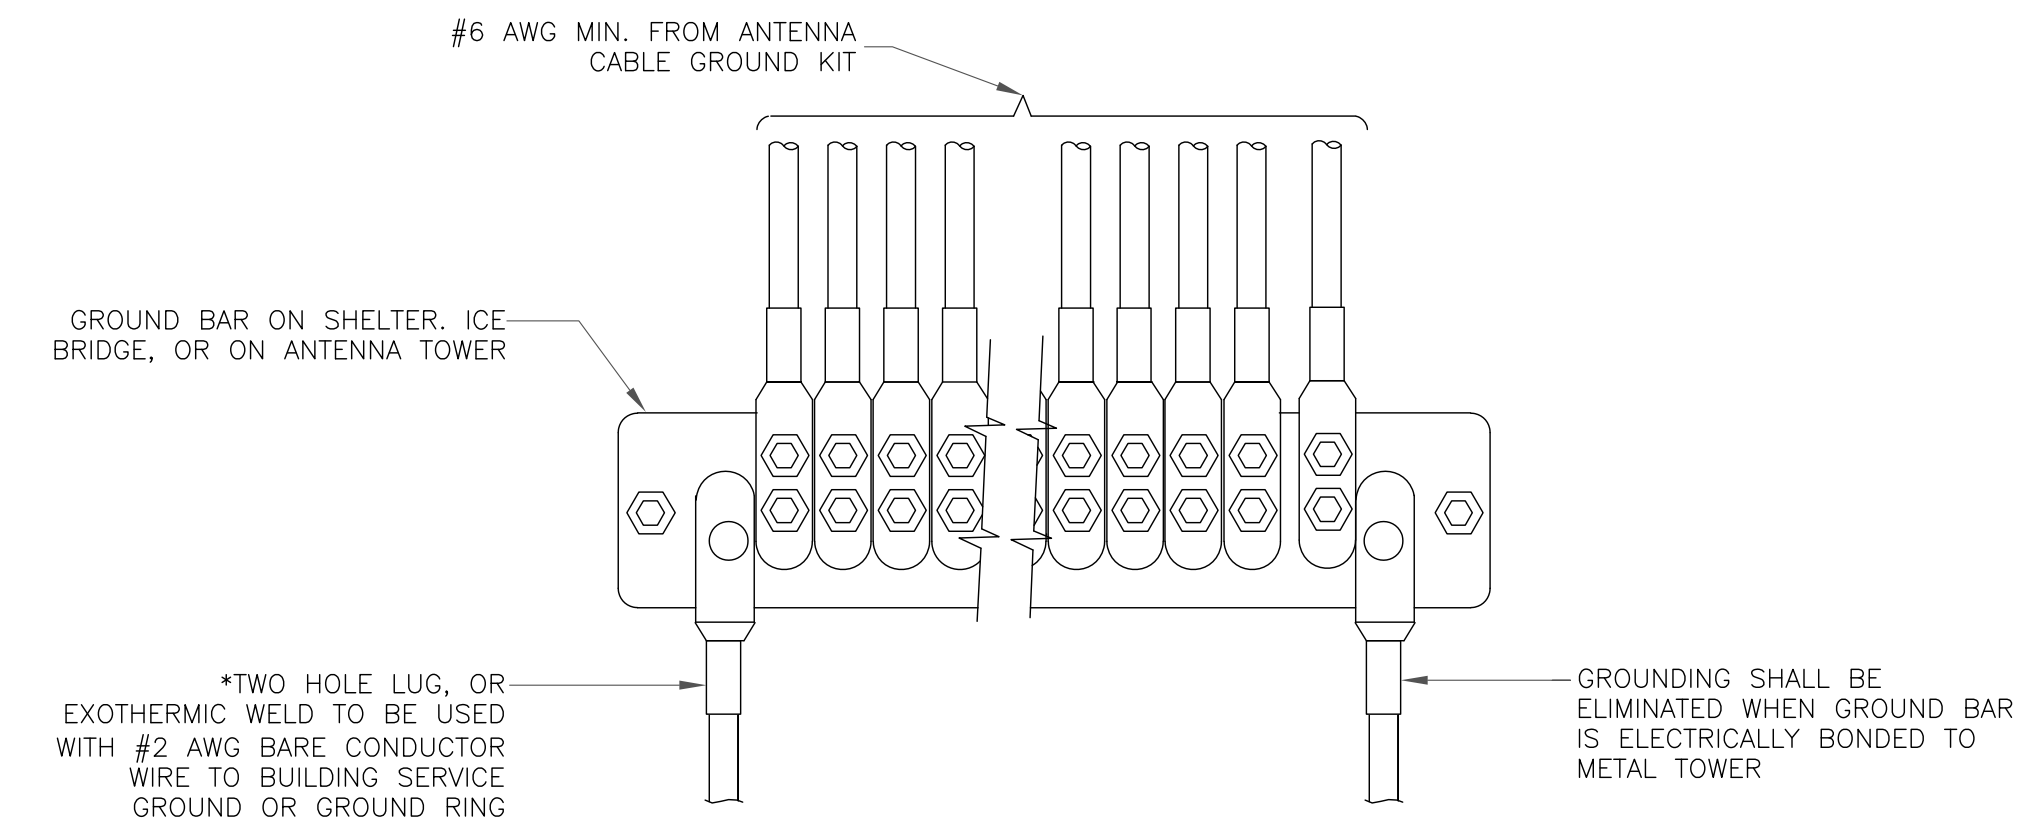 #6 AWG MIN. FROM ANTENNA
CABLE GROUND KIT
GROUND BAR ON SHELTER. ICE
BRIDGE, OR ON ANTENNA TOWER
*TWO HOLE LUG, OR
EXOTHERMIC WELD TO BE USED
WITH #2 AWG BARE CONDUCTOR
WIRE TO BUILDING SERVICE
GROUND OR GROUND RING
GROUNDING SHALL BE
ELIMINATED WHEN GROUND BAR
IS ELECTRICALLY BONDED TO
METAL TOWER